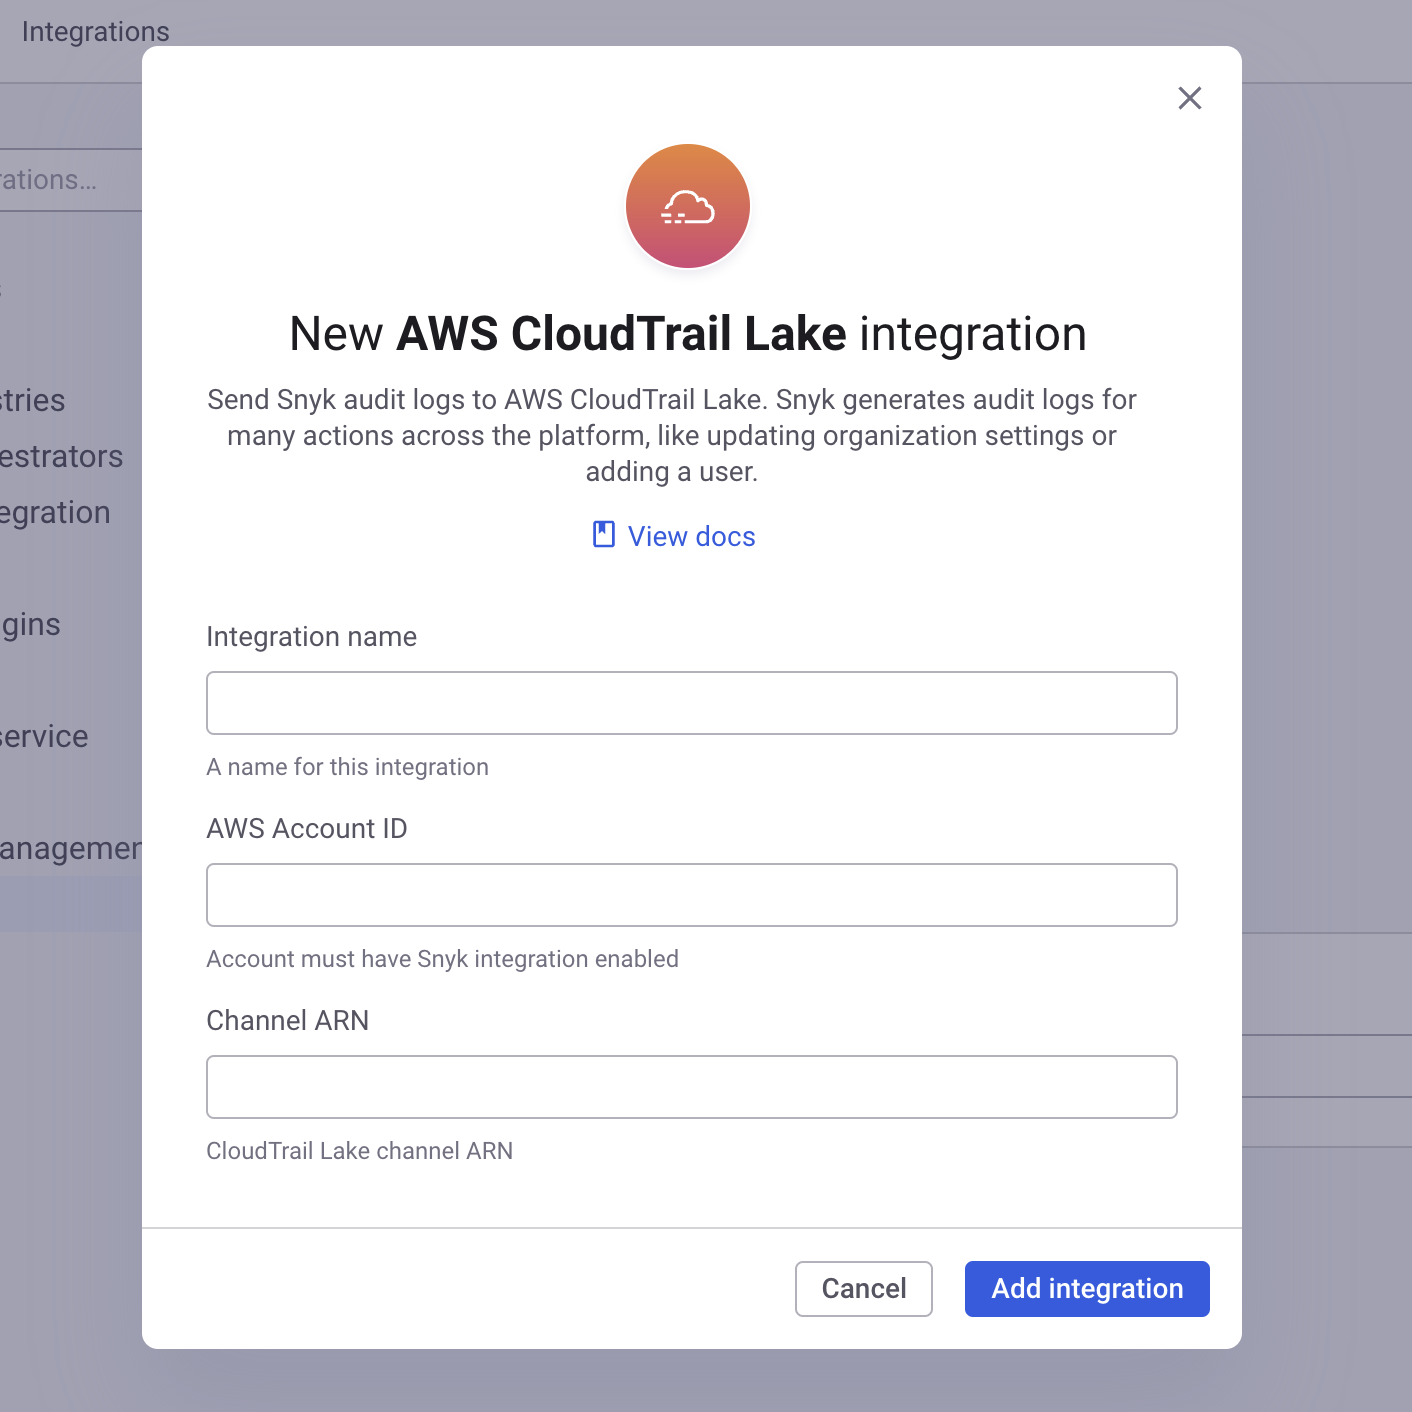 Integrations
ations...
stries
estrators
egration
gins
service
anagemen
New AWS CloudTrail Lake integration
Send Snyk audit logs to AWS CloudTrail Lake. Snyk generates audit logs for
many actions across the platform, like updating organization settings or
adding a user.
View docs
Integration name
A name for this integration
AWS Account ID
Account must have Snyk integration enabled
Channel ARN
CloudTrail Lake channel ARN
Cancel
Add integration